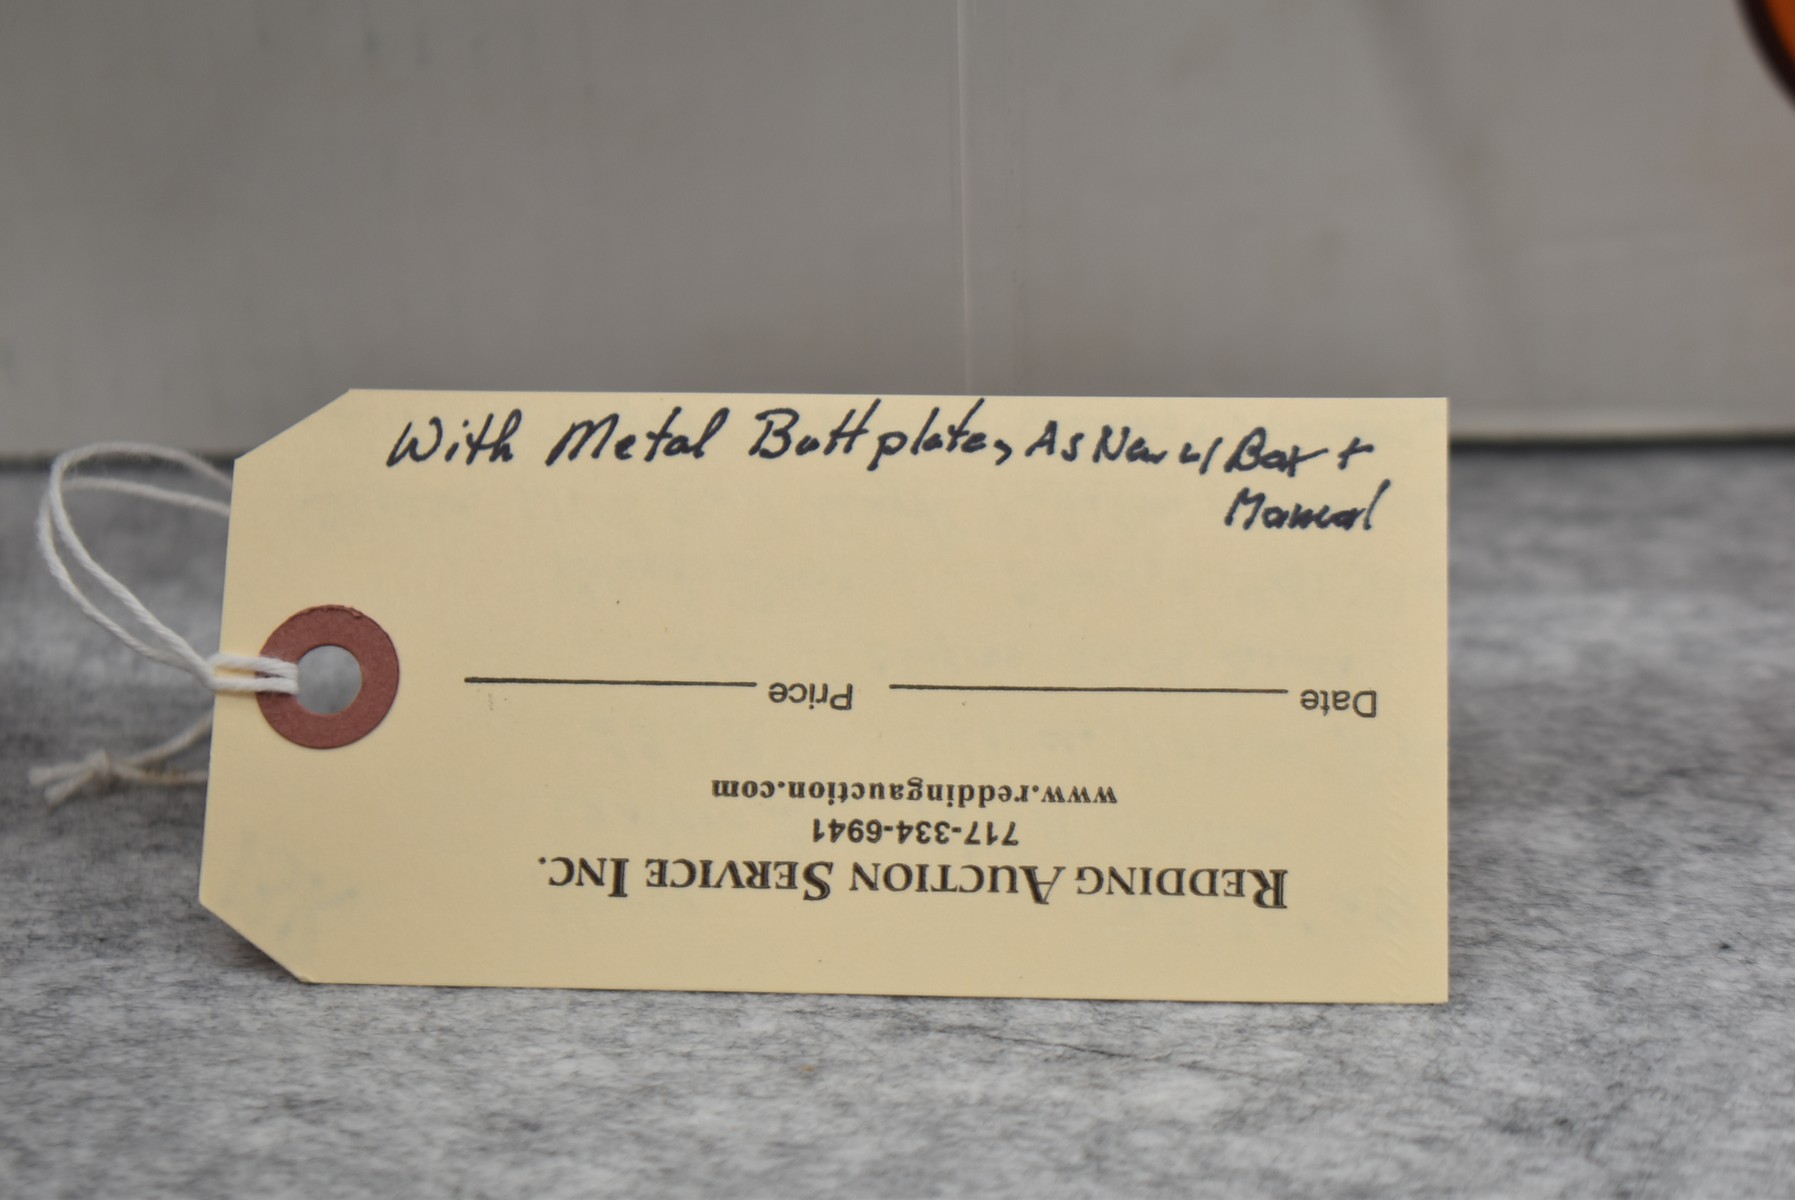 With Metal Buttplate, As New w/ Box +
Manual
REDDING AUCTION SERVICE INC.
717-334-6941
www.reddingauction.com
Date Price